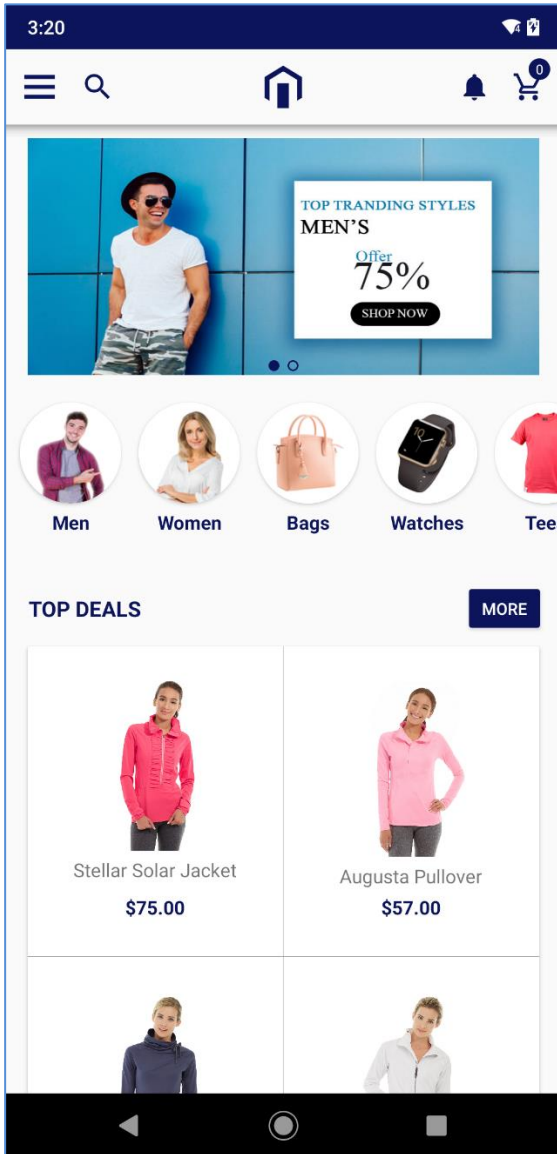 3:20
0
TOP TRANDING STYLES
MEN'S
Offer
75%
SHOP NOW
Men
Women
Bags
Watches
Tee
TOP DEALS
MORE
Stellar Solar Jacket
Augusta Pullover
$75.00
$57.00